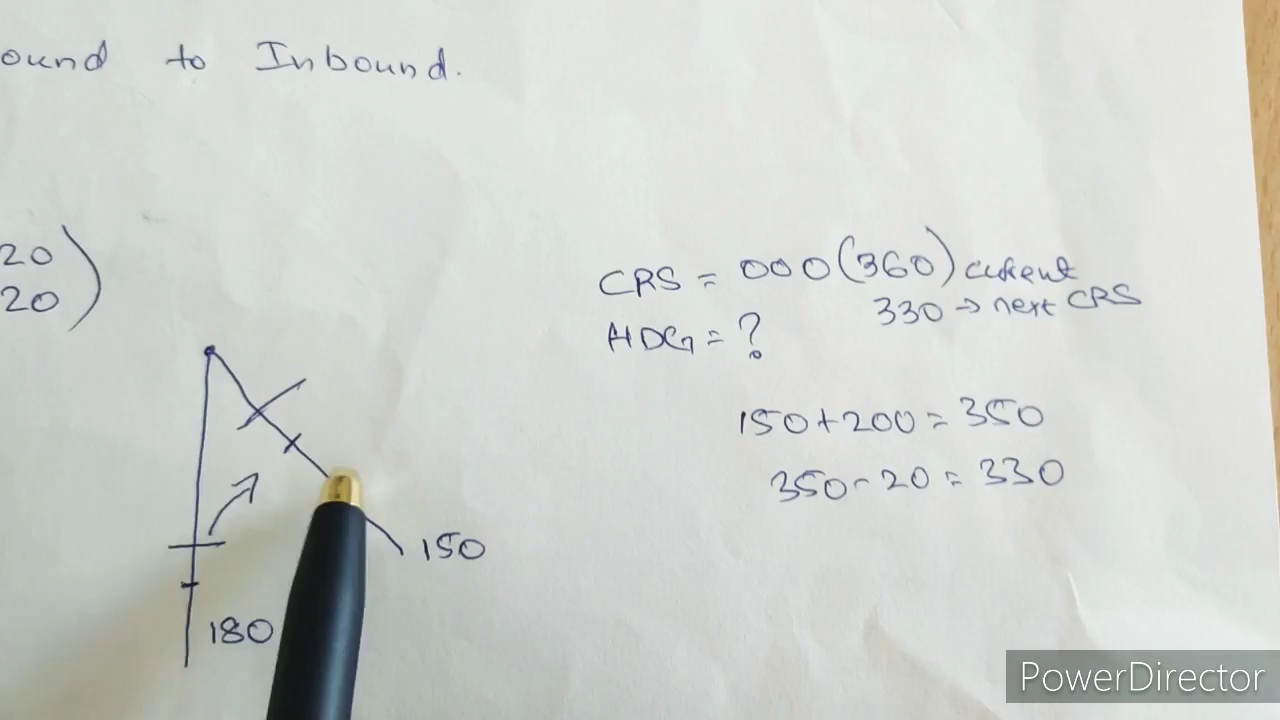 ound to Inbound.
20
20)
CRS = 000 (360) current
330 → next CRS
HDG = ?
150+200 = 350
350-20 = 330
150
180
PowerDirector